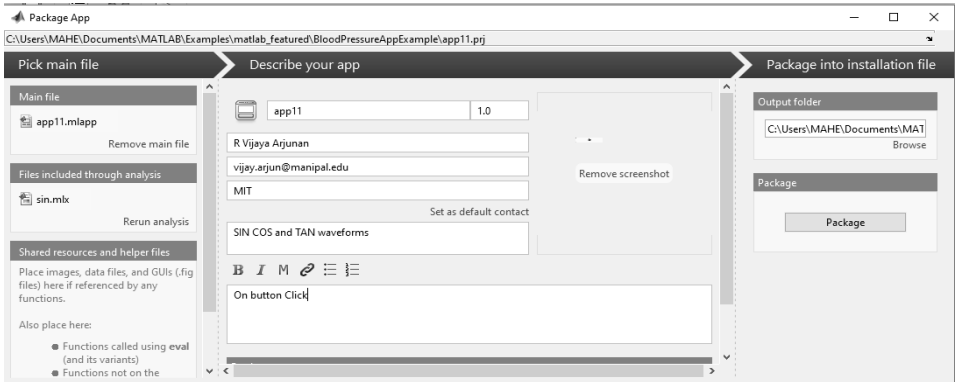 Package App
C:\Users\MAHE\Documents\MATLAB\Examples\matlab_featured\BloodPressureAppExample\app11.prj
Pick main file
Describe your app
Package into installation file
Main file
app11.mlapp
Remove main file
Files included through analysis
sin.mlx
Rerun analysis
Shared resources and helper files
Place images, data files, and GUIs (.fig
files) here if referenced by any
functions.
Also place here:
Functions called using eval
(and its variants)
Functions not on the
app11
1.0
R Vijaya Arjunan
vijay.arjun@manipal.edu
MIT
Set as default contact
SIN COS and TAN waveforms
B I M
On button Click
Remove screenshot
Output folder
C:\Users\MAHE\Documents\MAT
Browse
Package
Package